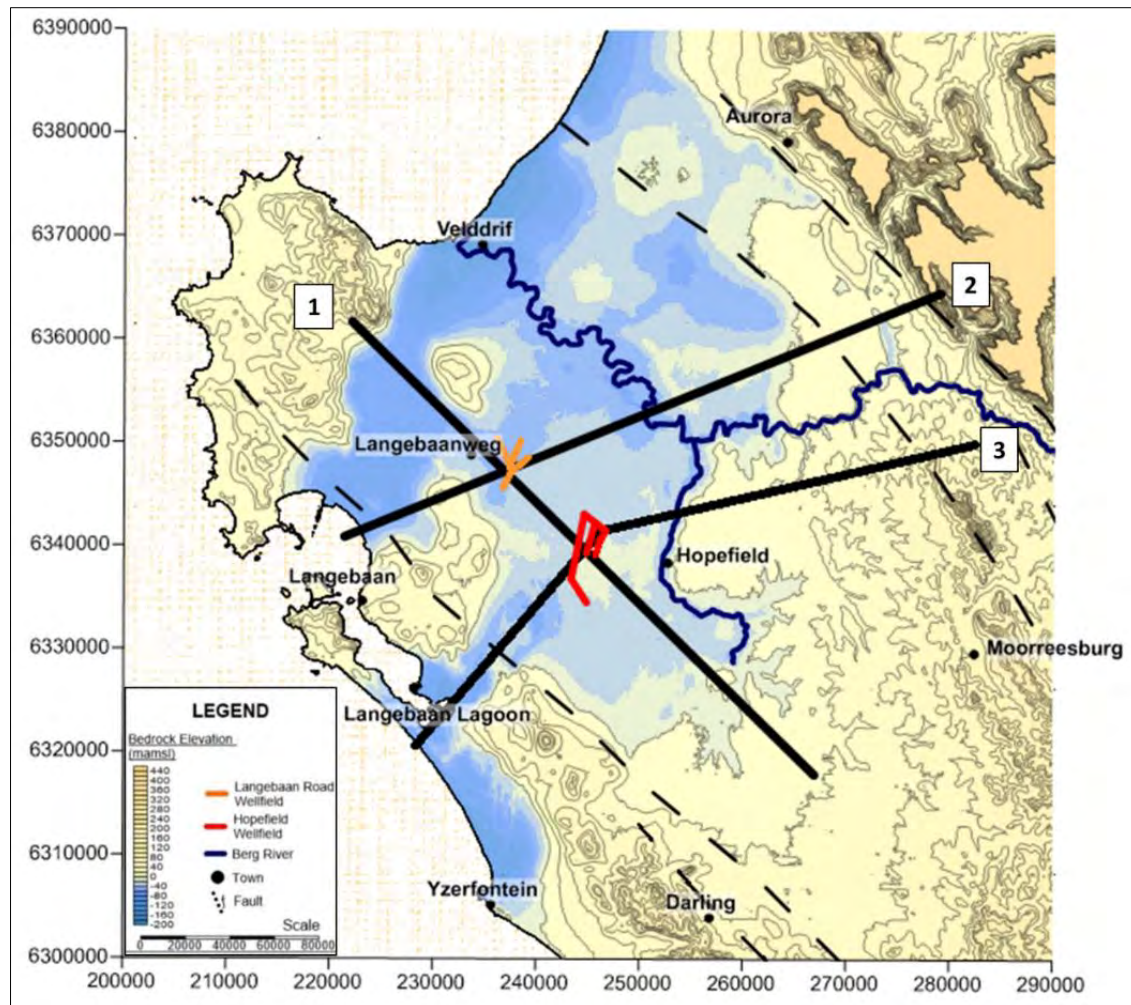 6390000
6380000
6370000
6360000
6350000
6340000
6330000
6320000
6310000
6300000
Aurora
Velddrif
1
2
Langebaanweg
3
Hopefield
Langebaan
Moorreesburg
Langebaan Lagoon
Yzerfontein
Darling
LEGEND
Bedrock Elevation
(mamsl)
440
400
360
320
280
240
200
160
120
80
40
0
-40
-80
-120
-160
-200
Langebaan Road
Wellfield
Hopefield
Wellfield
Berg River
Town
Fault
Scale
0 20000 40000 60000 80000
200000 210000 220000 230000 240000 250000 260000 270000 280000 290000